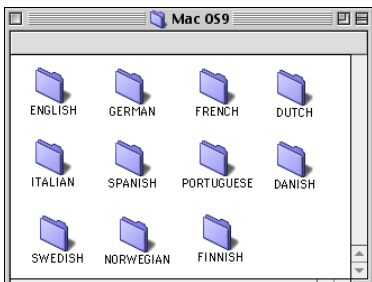 Mac OS9
ENGLISH GERMAN FRENCH DUTCH
ITALIAN SPANISH PORTUGUESE DANISH
SWEDISH NORWEGIAN FINNISH